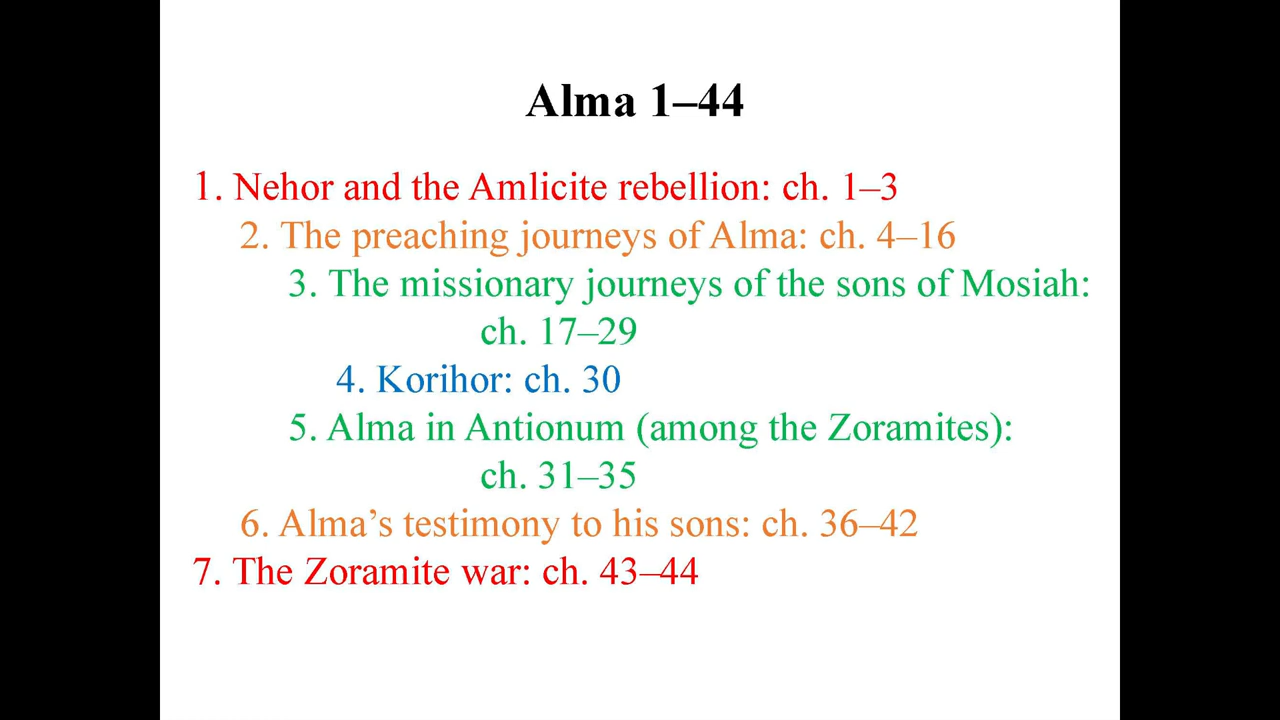 Alma 1–44
1. Nehor and the Amlicite rebellion: ch. 1–3
2. The preaching journeys of Alma: ch. 4–16
3. The missionary journeys of the sons of Mosiah:
ch. 17–29
4. Korihor: ch. 30
5. Alma in Antionum (among the Zoramites):
ch. 31–35
6. Alma’s testimony to his sons: ch. 36–42
7. The Zoramite war: ch. 43–44